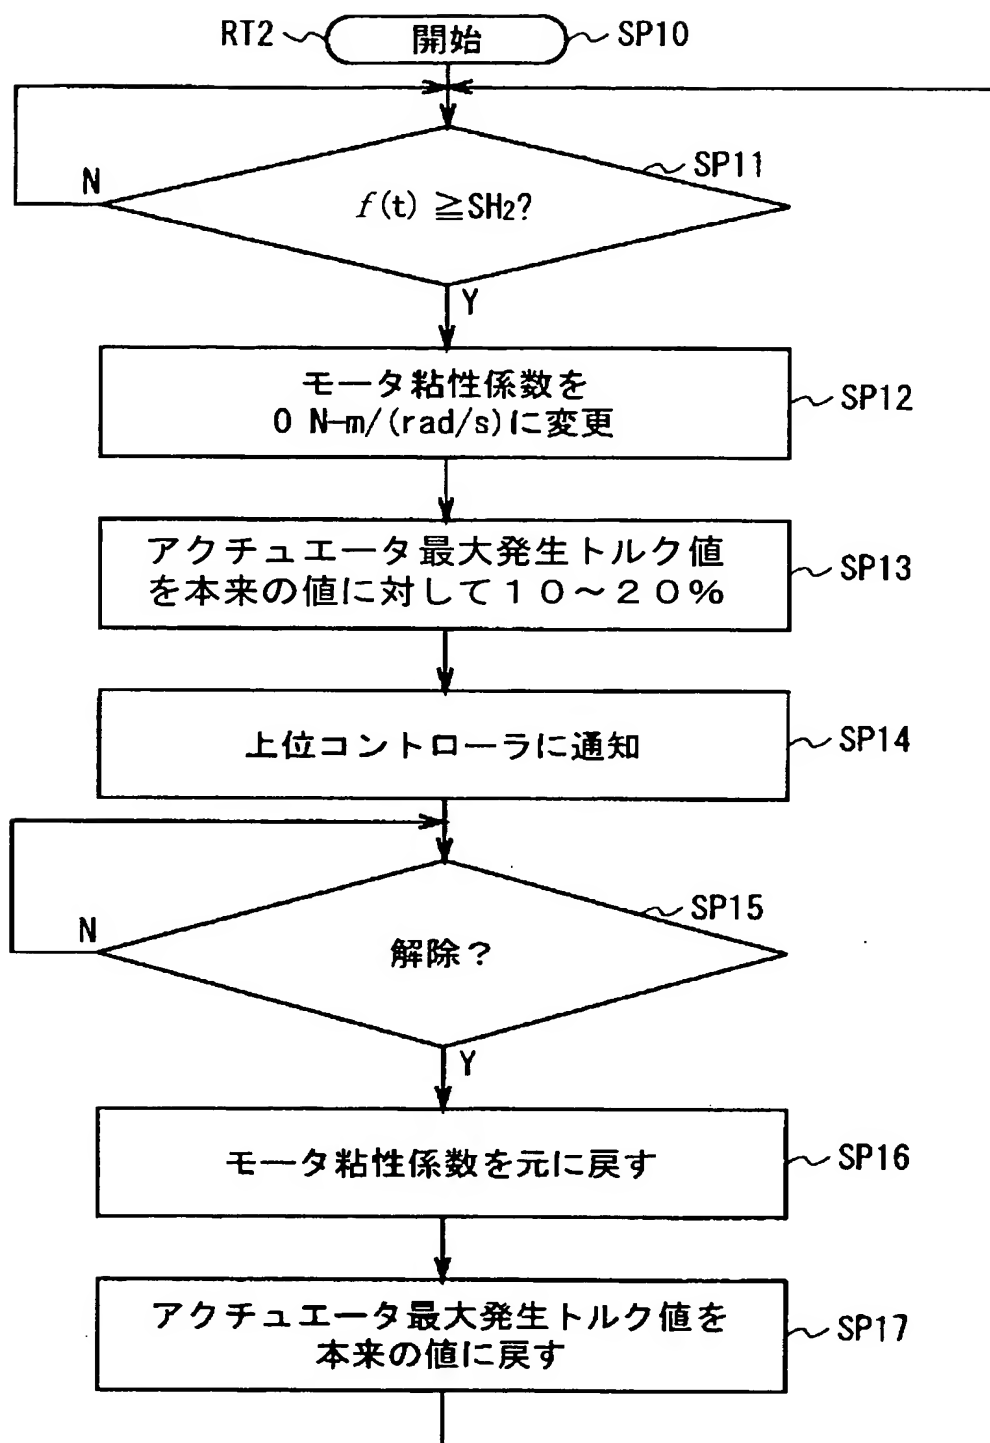 RT2 開始 SP10
SP11
N
f(t) ≧SH₂?
Y
モータ粘性係数を
0 N-m/(rad/s)に変更
SP12
アクチュエータ最大発生トルク値
を本来の値に対して10～20%
SP13
上位コントローラに通知
SP14
SP15
N
解除?
Y
モータ粘性係数を元に戻す
SP16
アクチュエータ最大発生トルク値を
本来の値に戻す
SP17